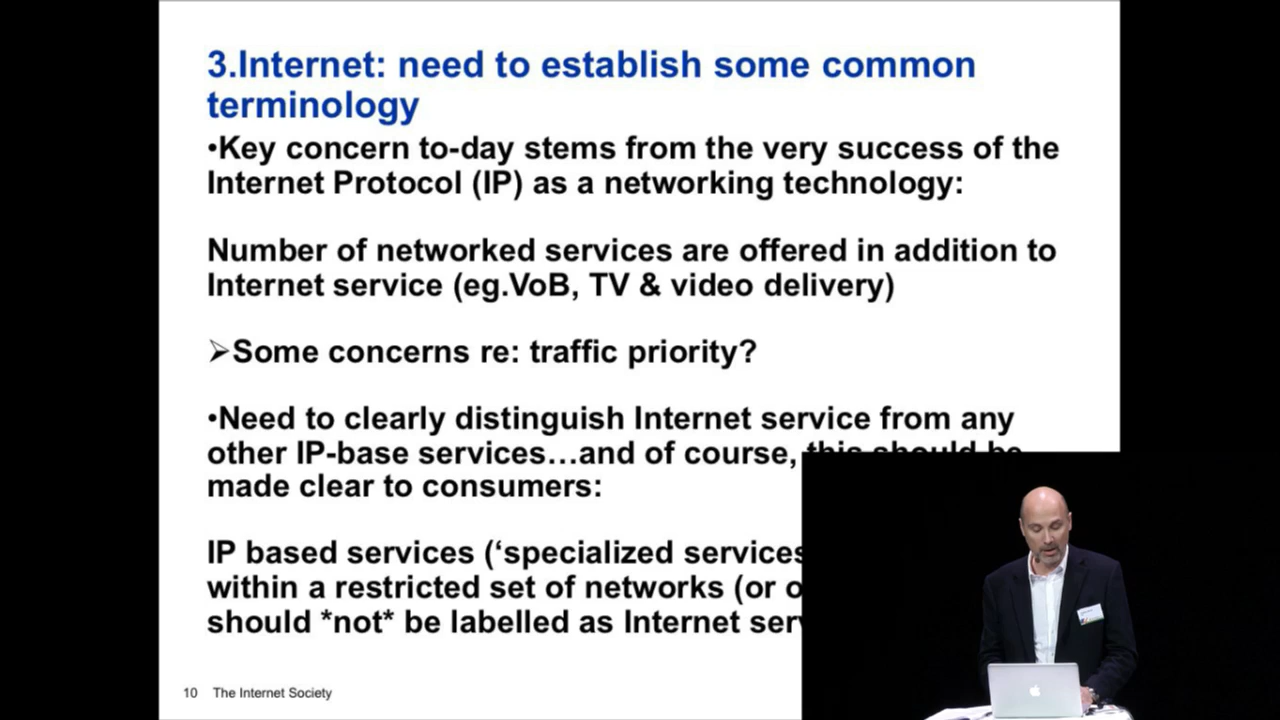 3.Internet: need to establish some common
terminology
•Key concern to-day stems from the very success of the
Internet Protocol (IP) as a networking technology:
Number of networked services are offered in addition to
Internet service (eg.VoB, TV & video delivery)
➢Some concerns re: traffic priority?
•Need to clearly distinguish Internet service from any
other IP-base services…and of course, this should be
made clear to consumers:
IP based services (‘specialized services
within a restricted set of networks (or
should *not* be labelled as Internet
10 The Internet Society